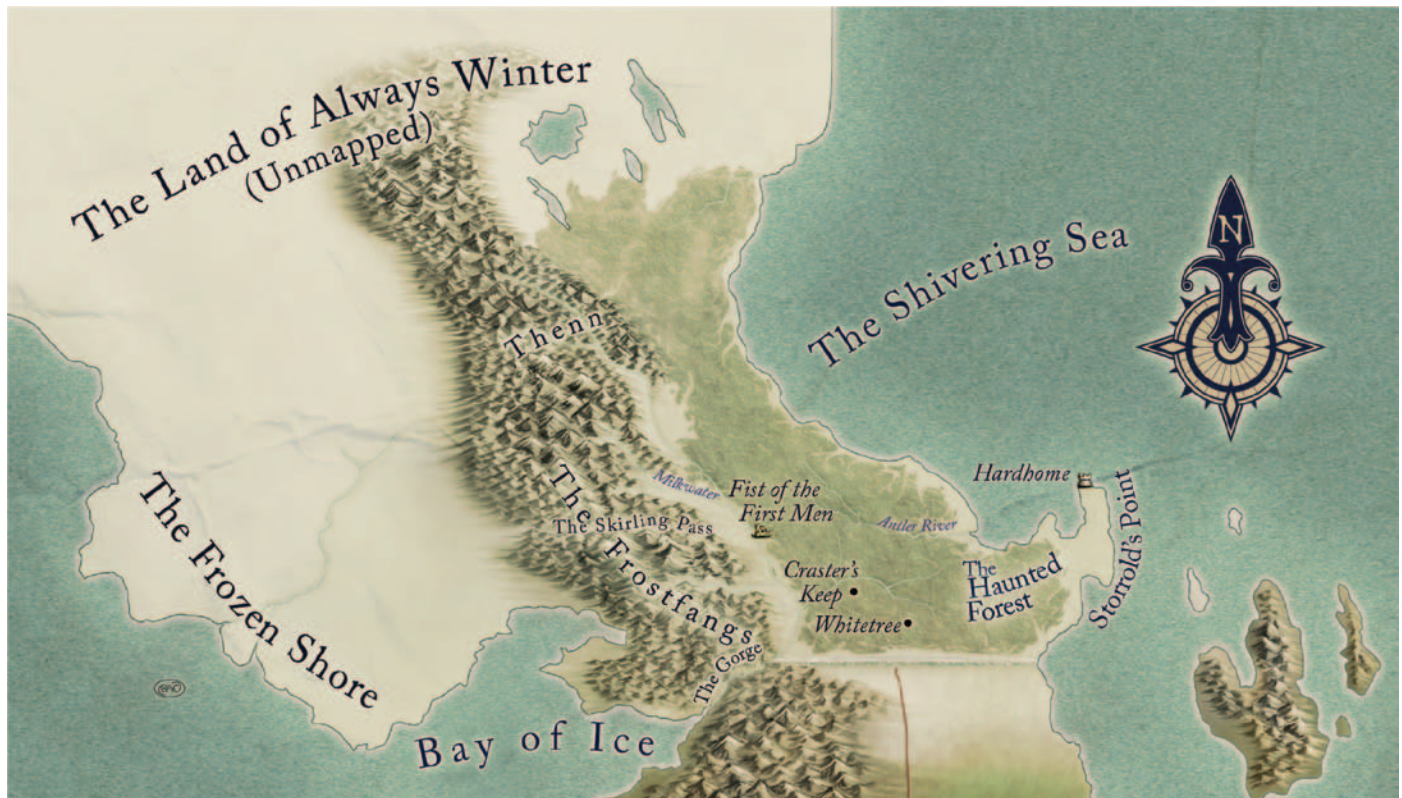 The Land of Always Winter
(Unmapped)
N
The Shivering Sea
Thenn
Hardhome
Milkwater
Fist of the
First Men
Antler River
The Skirling Pass
The Frostfangs
Storrold's Point
The Frozen Shore
Craster's
Keep
The
Haunted
Forest
Whitetree
The Gorge
Bay of Ice